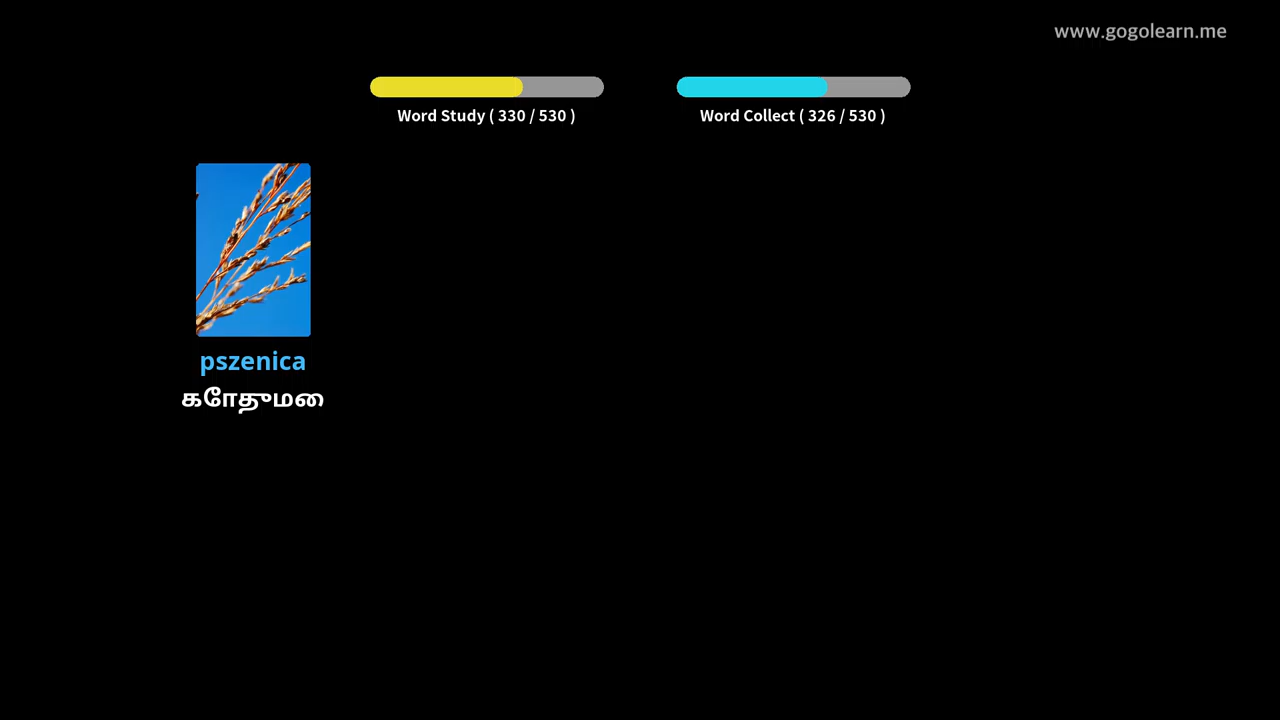 www.gogolearn.me
Word Study ( 330 / 530 )
Word Collect ( 326 / 530 )
pszenica
கோதுமை